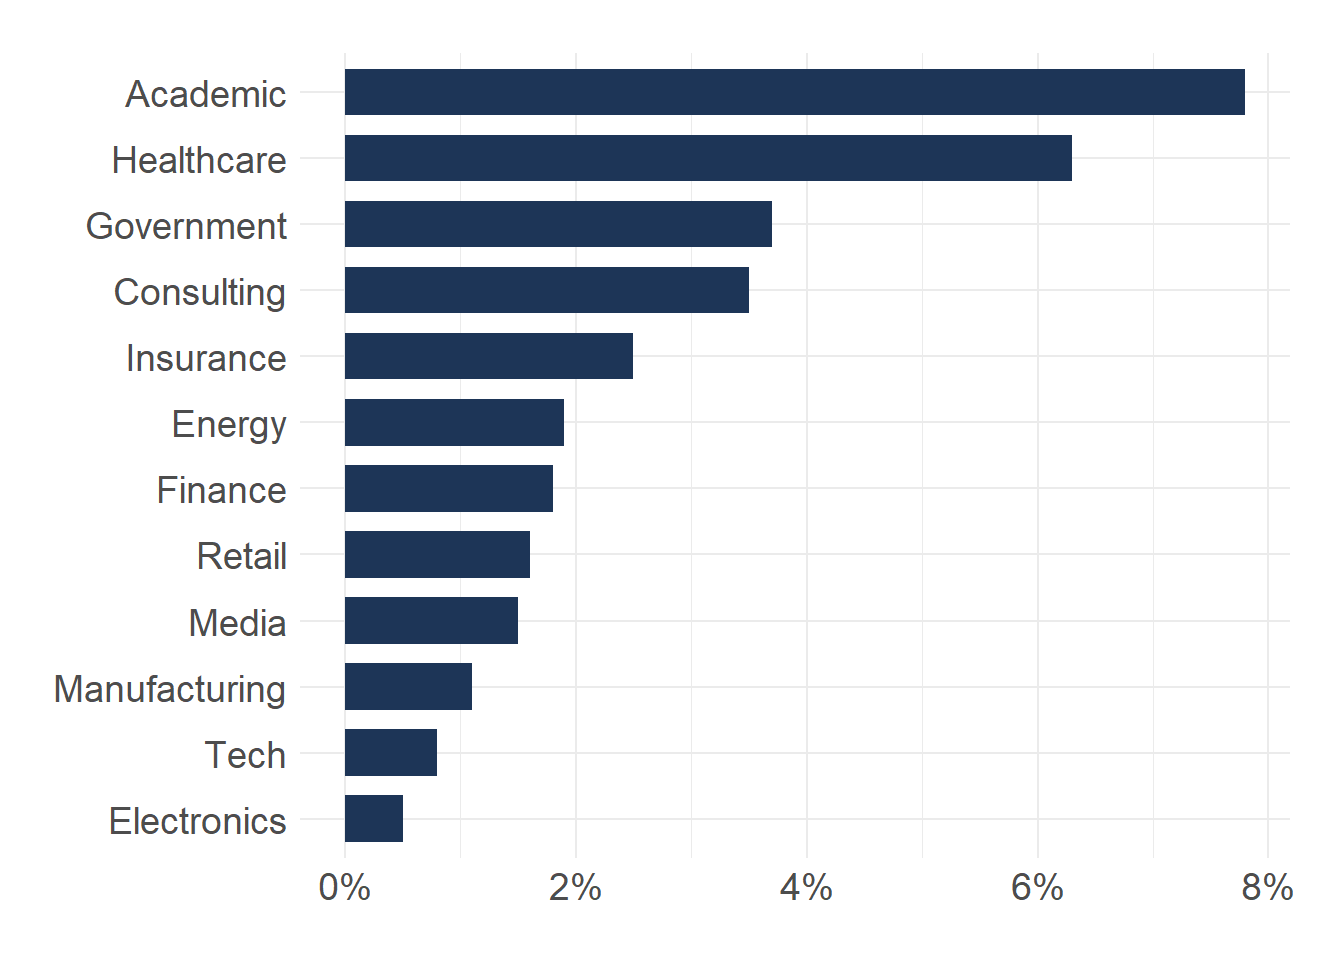 Academic
Healthcare
Government
Consulting
Insurance
Energy
Finance
Retail
Media
Manufacturing
Tech
Electronics
0% 2% 4% 6% 8%